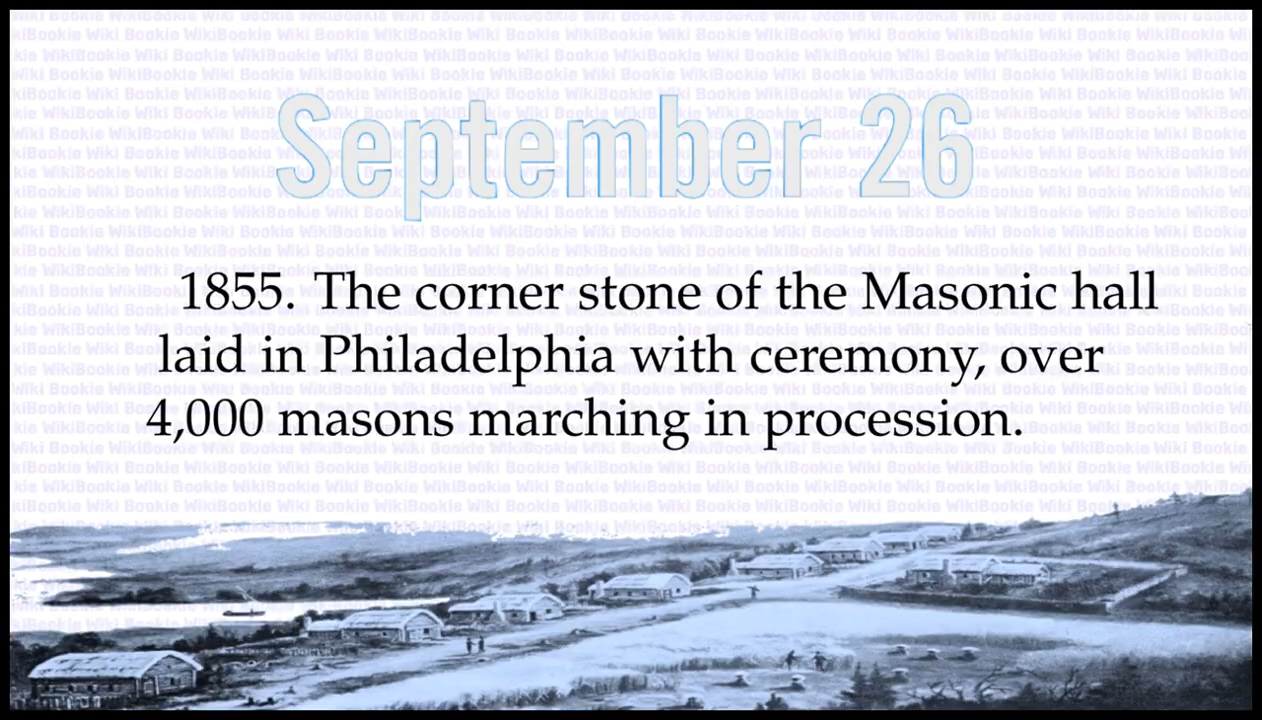 September 26
1855. The corner stone of the Masonic hall
laid in Philadelphia with ceremony, over
4,000 masons marching in procession.